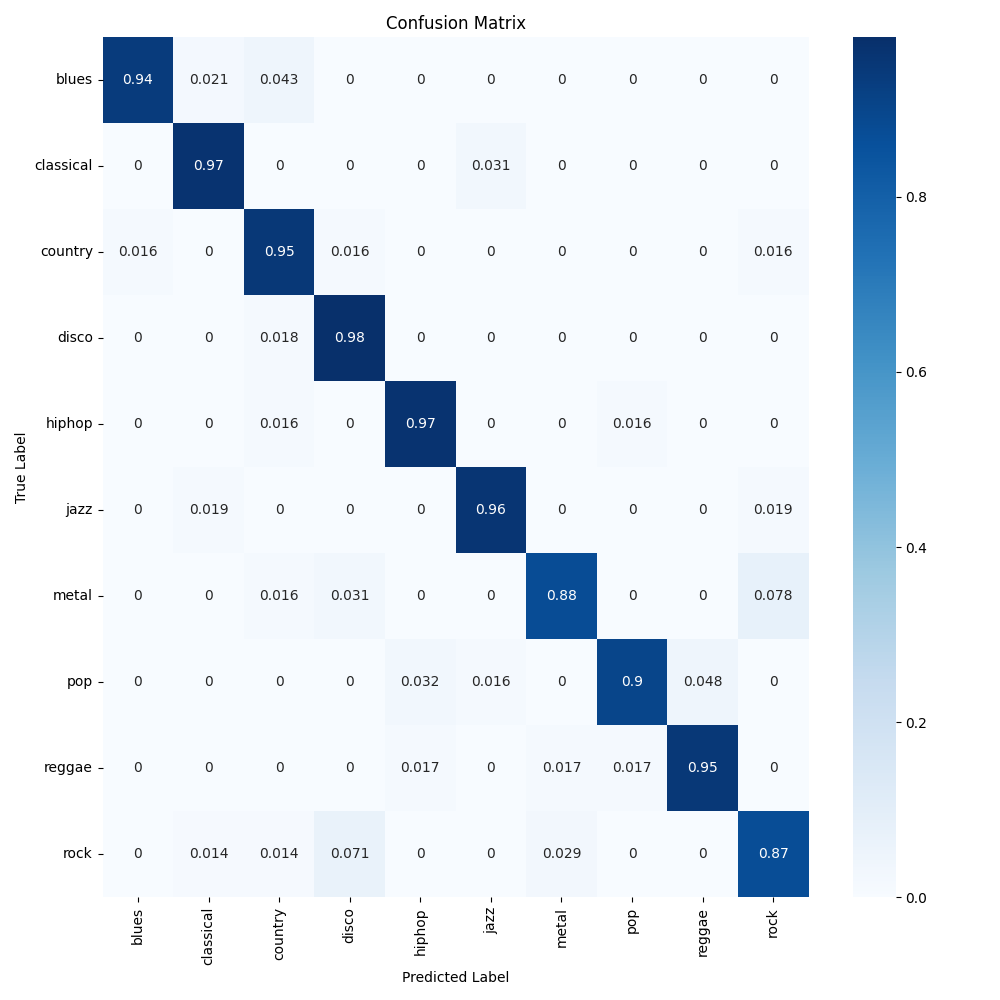 Confusion Matrix
blues 0.94 0.021 0.043 0 0 0 0 0 0 0
classical 0 0.97 0 0 0 0.031 0 0 0 0
country 0.016 0 0.95 0.016 0 0 0 0 0 0.016
disco 0 0 0.018 0.98 0 0 0 0 0 0
hiphop 0 0 0.016 0 0.97 0 0 0.016 0 0
jazz 0 0.019 0 0 0 0.96 0 0 0 0.019
metal 0 0 0.016 0.031 0 0 0.88 0 0 0.078
pop 0 0 0 0 0.032 0.016 0 0.9 0.048 0
reggae 0 0 0 0 0.017 0 0.017 0.017 0.95 0
rock 0 0.014 0.014 0.071 0 0 0.029 0 0 0.87
True Label
blues classical country disco hiphop jazz metal pop reggae rock
Predicted Label
0.8
0.6
0.4
0.2
0.0